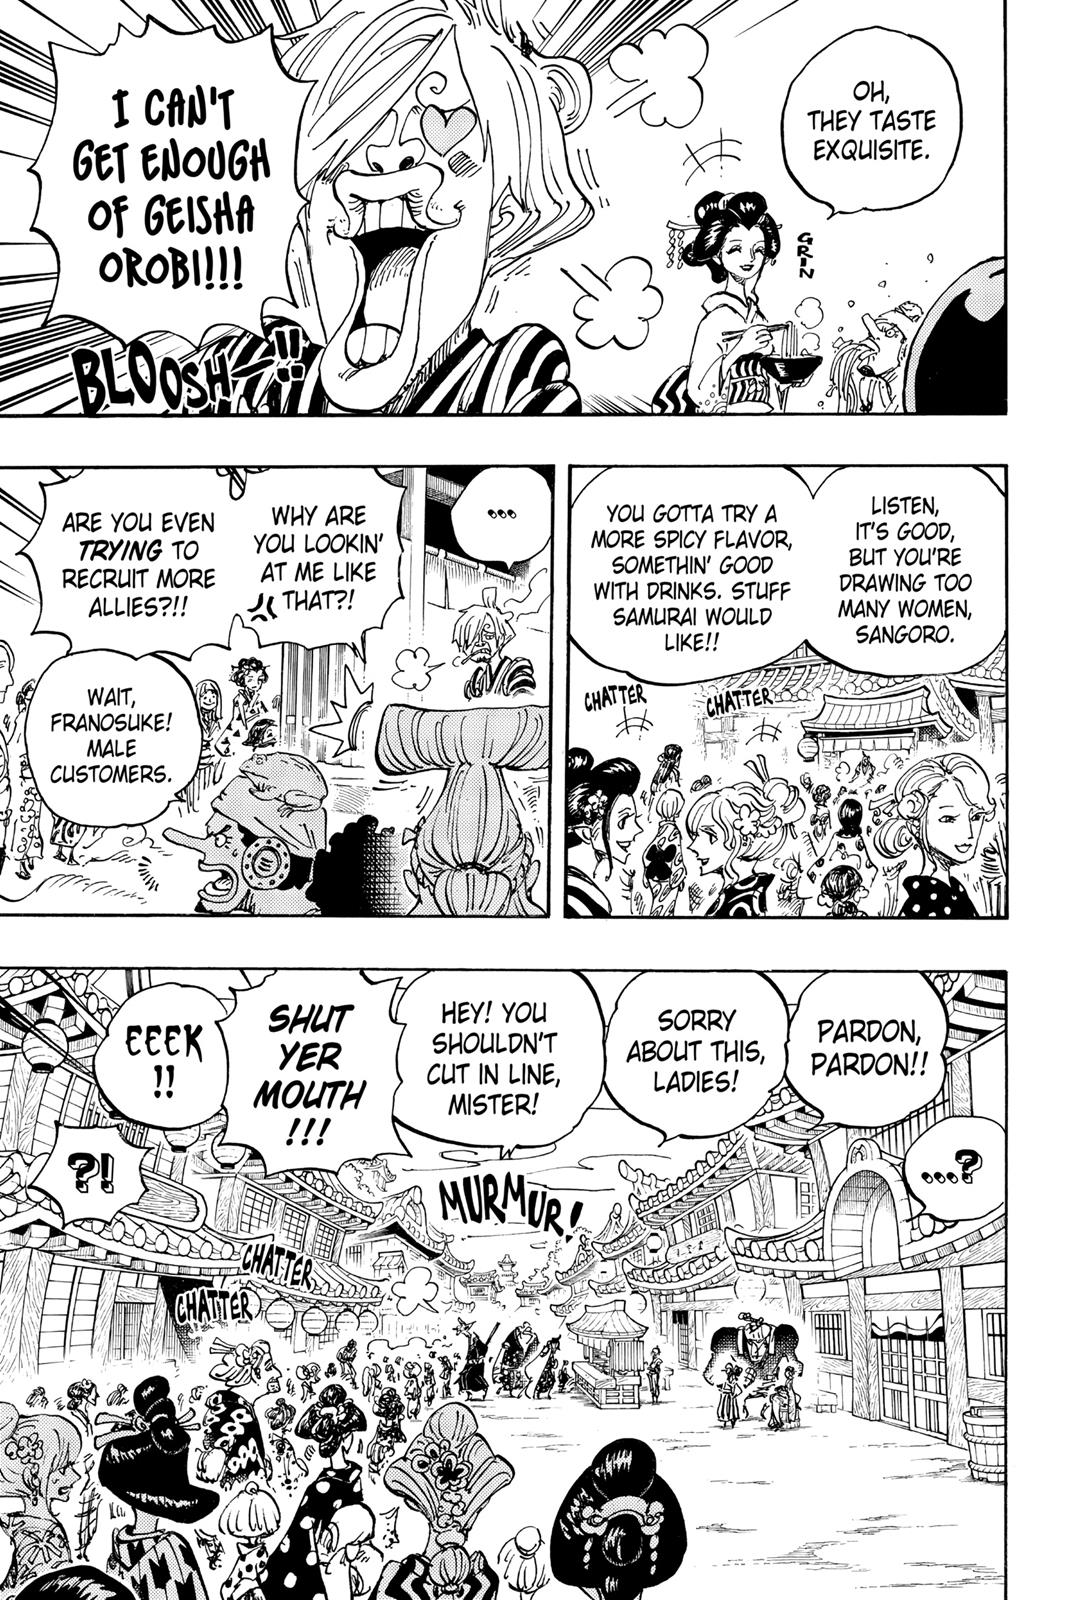 OH,
THEY TASTE
EXQUISITE.
GRIN
I CAN'T
GET ENOUGH
OF GEISHA
OROBI!!!!
BLOOSH—!!
LISTEN,
IT'S GOOD,
BUT YOU'RE
DRAWING TOO
MANY WOMEN,
SANGORO.
YOU GOTTA TRY A
MORE SPICY FLAVOR,
SOMETHIN' GOOD
WITH DRINKS. STUFF
SAMURAI WOULD
LIKE!!
CHATTER
CHATTER
...
WHY ARE
YOU LOOKIN'
AT ME LIKE
THAT?!
ARE YOU EVEN
TRYING TO
RECRUIT MORE
ALLIES?!!
WAIT,
FRANOSUKE!
MALE
CUSTOMERS.
PARDON,
PARDON!!
....?
SORRY
ABOUT THIS,
LADIES!
HEY! YOU
SHOULDN'T
CUT IN LINE,
MISTER!
MURMUR!
SHUT
YER
MOUTH
!!!
EEEK
!!
?!
CHATTER
CHATTER